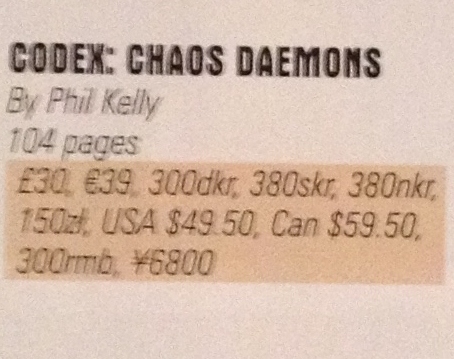 CODEX: CHAOS DAEMONS
By Phil Kelly
104 pages
£30, €39, 300dkr, 380skr, 380nkr,
150zł, USA $49.50, Can $59.50,
300rmb, ¥6800